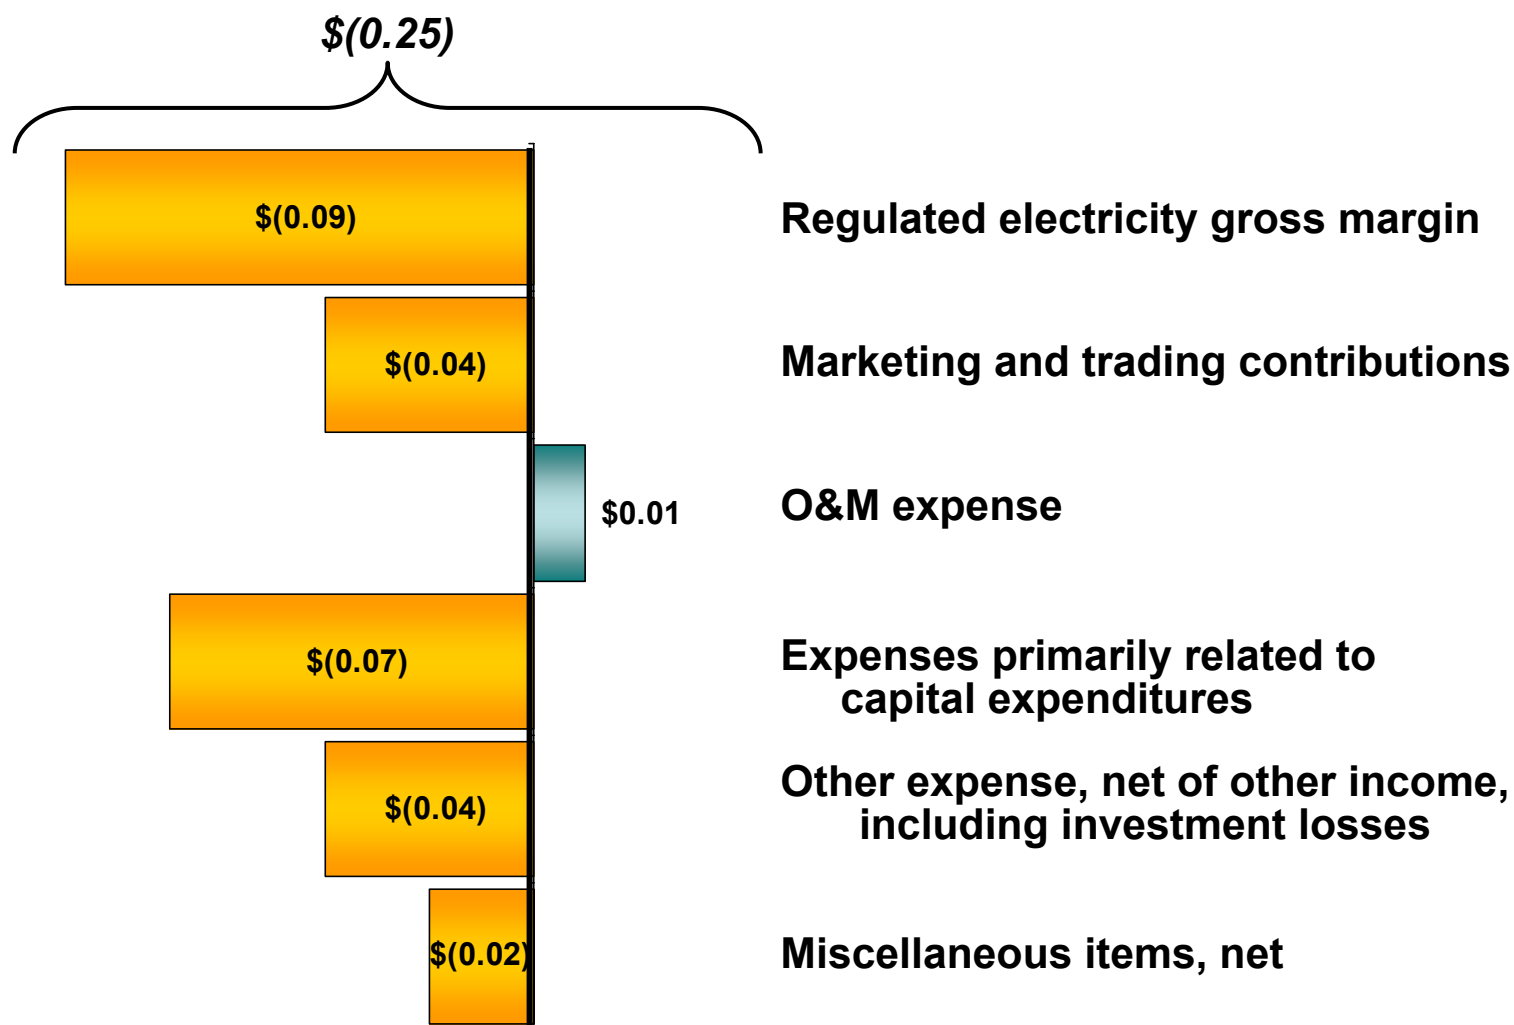 $(0.25)
$(0.09)
Regulated electricity gross margin
$(0.04)
Marketing and trading contributions
$0.01
O&M expense
$(0.07)
Expenses primarily related to
capital expenditures
$(0.04)
Other expense, net of other income,
including investment losses
$(0.02)
Miscellaneous items, net